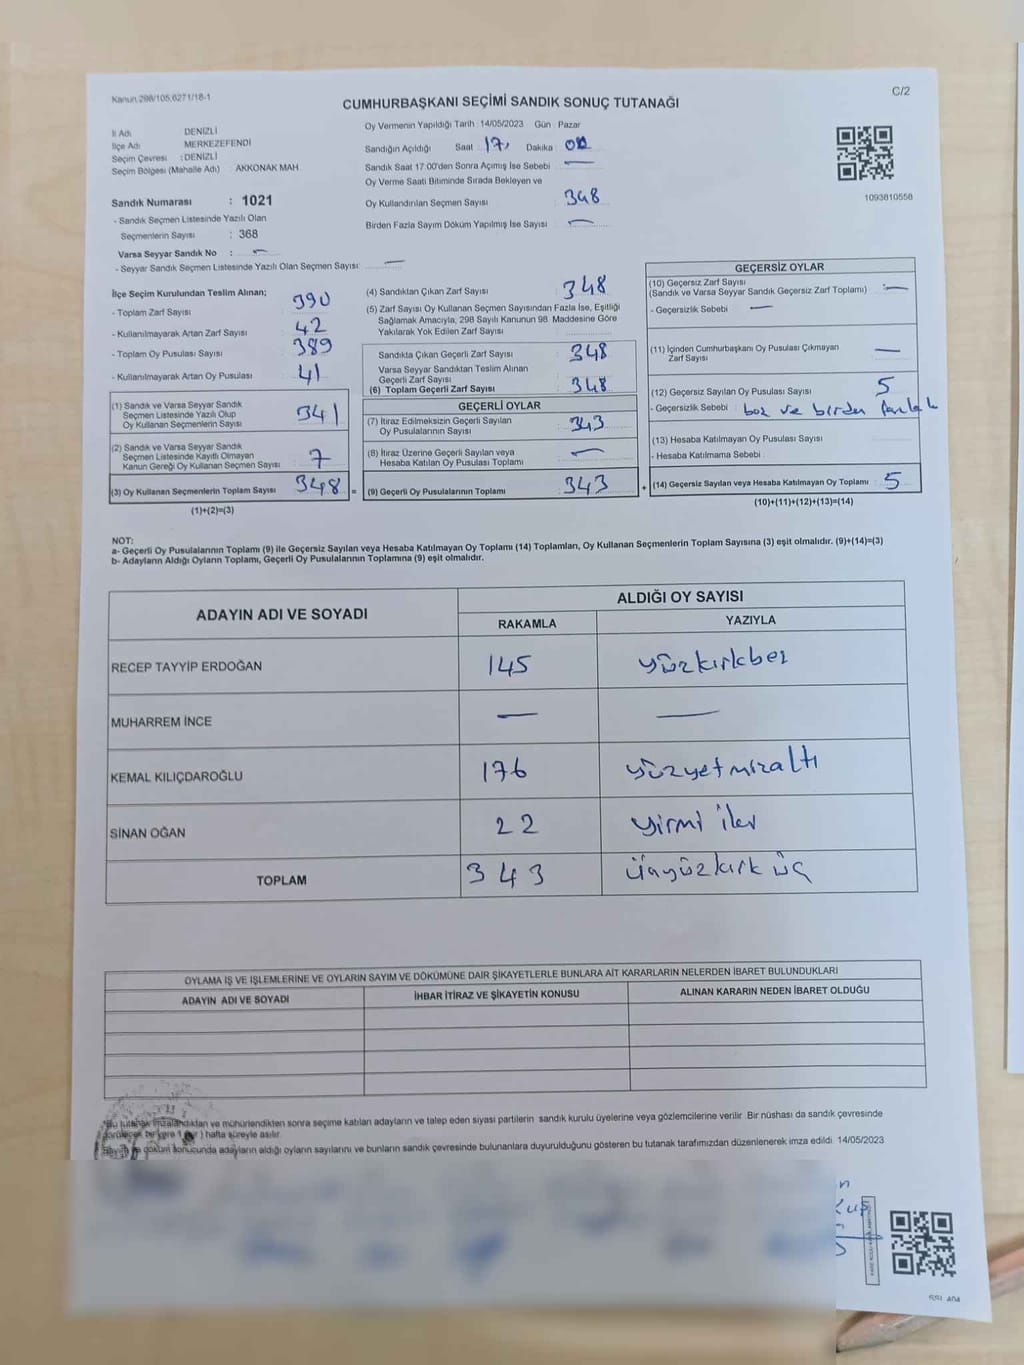 Kanun.298/105,6271/18-1
C/2
CUMHURBAŞKANI SEÇİMİ SANDIK SONUÇ TUTANAĞI
İl Adı DENİZLİ
İlçe Adı MERKEZEFENDİ
Seçim Çevresi : DENİZLİ
Seçim Bölgesi (Mahalle Adı) : AKKONAK MAH.
Sandık Numarası : 1021
- Sandık Seçmen Listesinde Yazılı Olan
Seçmenlerin Sayısı : 368
Varsa Seyyar Sandık No : —
- Seyyar Sandık Seçmen Listesinde Yazılı Olan Seçmen Sayısı: —
Oy Vermenin Yapıldığı Tarih : 14/05/2023 Gün : Pazar
Sandığın Açıldığı Saat 17, Dakika : 00
Sandık Saat 17.00'den Sonra Açılmış İse Sebebi : —
Oy Verme Saati Bitiminde Sırada Bekleyen ve
Oy Kullandırılan Seçmen Sayısı : 348
Birden Fazla Sayım Döküm Yapılmış İse Sayısı : —
1093810558
İlçe Seçim Kurulundan Teslim Alınan;
- Toplam Zarf Sayısı : 390
- Kullanılmayarak Artan Zarf Sayısı : 42
- Toplam Oy Pusulası Sayısı : 389
- Kullanılmayarak Artan Oy Pusulası : 41
(1) Sandık ve Varsa Seyyar Sandık
Seçmen Listesinde Yazılı Olup
Oy Kullanan Seçmenlerin Sayısı : 341
(2) Sandık ve Varsa Seyyar Sandık
Seçmen Listesinde Kayıtlı Olmayan
Kanun Gereği Oy Kullanan Seçmen Sayısı : 7
(3) Oy Kullanan Seçmenlerin Toplam Sayısı : 348 =
(1)+(2)=(3)
(4) Sandıktan Çıkan Zarf Sayısı : 348
(5) Zarf Sayısı Oy Kullanan Seçmen Sayısından Fazla İse, Eşitliği
Sağlamak Amacıyla, 298 Sayılı Kanunun 98. Maddesine Göre
Yakılarak Yok Edilen Zarf Sayısı :
Sandıkta Çıkan Geçerli Zarf Sayısı : 348
Varsa Seyyar Sandıktan Teslim Alınan
Geçerli Zarf Sayısı
(6) Toplam Geçerli Zarf Sayısı : 348
GEÇERLİ OYLAR
(7) İtiraz Edilmeksizin Geçerli Sayılan
Oy Pusulalarının Sayısı : 343
(8) İtiraz Üzerine Geçerli Sayılan veya
Hesaba Katılan Oy Pusulası Toplamı : —
(9) Geçerli Oy Pusulalarının Toplamı : 343 +
GEÇERSİZ OYLAR
(10) Geçersiz Zarf Sayısı
(Sandık ve Varsa Seyyar Sandık Geçersiz Zarf Toplamı) : —
- Geçersizlik Sebebi : —
(11) İçinden Cumhurbaşkanı Oy Pusulası Çıkmayan
Zarf Sayısı : —
(12) Geçersiz Sayılan Oy Pusulası Sayısı : 5
- Geçersizlik Sebebi : boz ve birden fazla
(13) Hesaba Katılmayan Oy Pusulası Sayısı :
- Hesaba Katılmama Sebebi :
(14) Geçersiz Sayılan veya Hesaba Katılmayan Oy Toplamı : 5
(10)+(11)+(12)+(13)=(14)
NOT:
a- Geçerli Oy Pusulalarının Toplamı (9) ile Geçersiz Sayılan veya Hesaba Katılmayan Oy Toplamı (14) Toplamları, Oy Kullanan Seçmenlerin Toplam Sayısına (3) eşit olmalıdır. (9)+(14)=(3)
b- Adayların Aldığı Oyların Toplamı, Geçerli Oy Pusulalarının Toplamına (9) eşit olmalıdır.
ADAYIN ADI VE SOYADI
ALDIĞI OY SAYISI
RAKAMLA YAZIYLA
RECEP TAYYİP ERDOĞAN 145 yüzkırkbeş
MUHARREM İNCE — —
KEMAL KILIÇDAROĞLU 176 yüzyetmişaltı
SİNAN OĞAN 22 yirmi iki
TOPLAM 343 üçyüzkırk üç
OYLAMA İŞ VE İŞLEMLERİNE VE OYLARIN SAYIM VE DÖKÜMÜNE DAİR ŞİKAYETLERLE BUNLARA AİT KARARLARIN NELERDEN İBARET BULUNDUKLARI
ADAYIN ADI VE SOYADI İHBAR İTİRAZ VE ŞİKAYETİN KONUSU ALINAN KARARIN NEDEN İBARET OLDUĞU
Bu tutanak imzalandıktan ve mühürlendikten sonra seçime katılan adayların ve talep eden siyasi partilerin sandık kurulu üyelerine veya gözlemcilerine verilir. Bir nüshası da sandık çevresinde
hafta süreyle asılır.
döküm sonucunda adayların aldığı oyların sayılarını ve bunların sandık çevresinde bulunanlara duyurulduğunu gösteren bu tutanak tarafımızdan düzenlenerek imza edildi. 14/05/2023